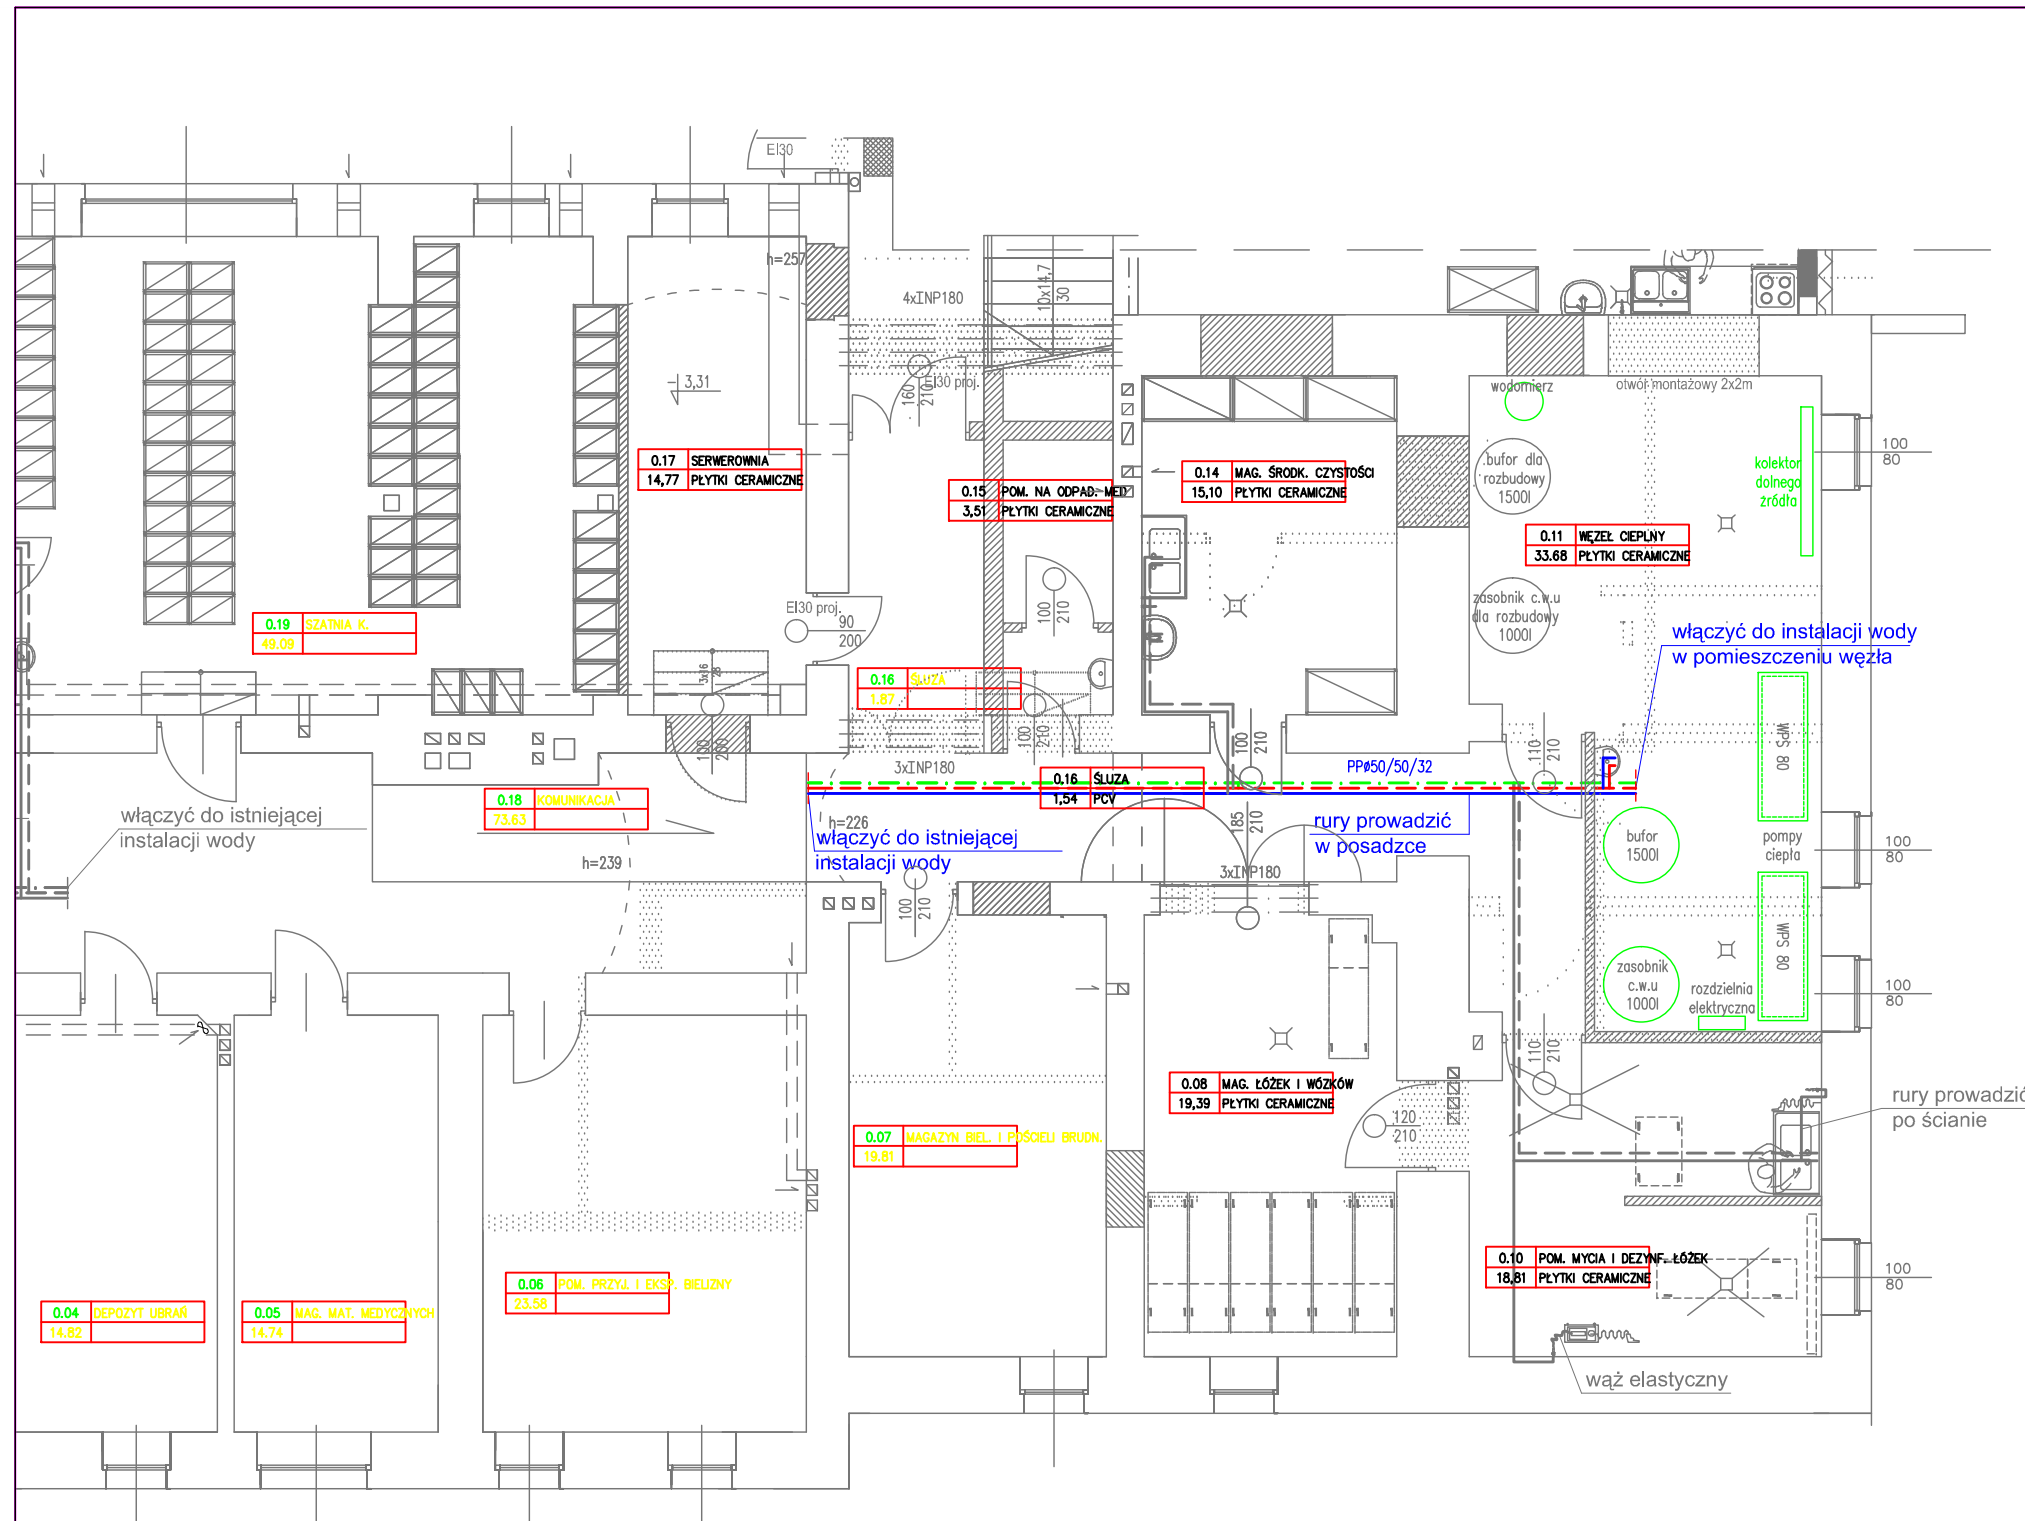 EI30
h=257
4xINP180
10x14,7
30
3,31
160
210
EI30 proj.
wodomierz
otwór montażowy 2x2m
100
80
0.17 SERWEROWNIA
14,77 PŁYTKI CERAMICZNE
0.15 POM. NA ODPAD. MED
3,51 PŁYTKI CERAMICZNE
0.14 MAG. ŚRODK. CZYSTOŚCI
15,10 PŁYTKI CERAMICZNE
bufor dla
rozbudowy
1500l
kolektor
dolnego
źródła
0.11 WĘZEŁ CIEPLNY
33.68 PŁYTKI CERAMICZNE
zasobnik c.w.u
dla rozbudowy
1000l
EI30 proj.
90
200
100
210
0.19 SZATNIA K.
49.09
włączyć do instalacji wody
w pomieszczeniu węzła
0.16 ŚLUZA
1.87
3x16
28
100
200
100
210
100
210
110
210
WPS 80
3xINP180
PPø50/50/32
0.16 ŚLUZA
1,54 PCV
0.18 KOMUNIKACJA
73.63
włączyć do istniejącej
instalacji wody
h=226
włączyć do istniejącej
instalacji wody
h=239
185
210
rury prowadzić
w posadzce
3xINP180
bufor
1500l
pompy
ciepła
100
80
100
210
WPS 80
zasobnik
c.w.u
1000l
rozdzielnia
elektryczna
100
80
110
210
0.08 MAG. ŁÓŻEK I WÓZKÓW
19,39 PŁYTKI CERAMICZNE
120
210
rury prowadzić
po ścianie
0.07 MAGAZYN BIEL. I POŚCIELI BRUDN.
19.81
0.10 POM. MYCIA I DEZYNF. ŁÓŻEK
18,81 PŁYTKI CERAMICZNE
100
80
0.06 POM. PRZYJ. I EKSP. BIELIZNY
23.58
0.04 DEPOZYT UBRAŃ
14.82
0.05 MAG. MAT. MEDYCZNYCH
14.74
wąż elastyczny